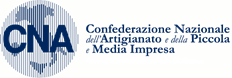 CNA
Confederazione Nazionale
dell'Artigianato e della Piccola
e Media Impresa